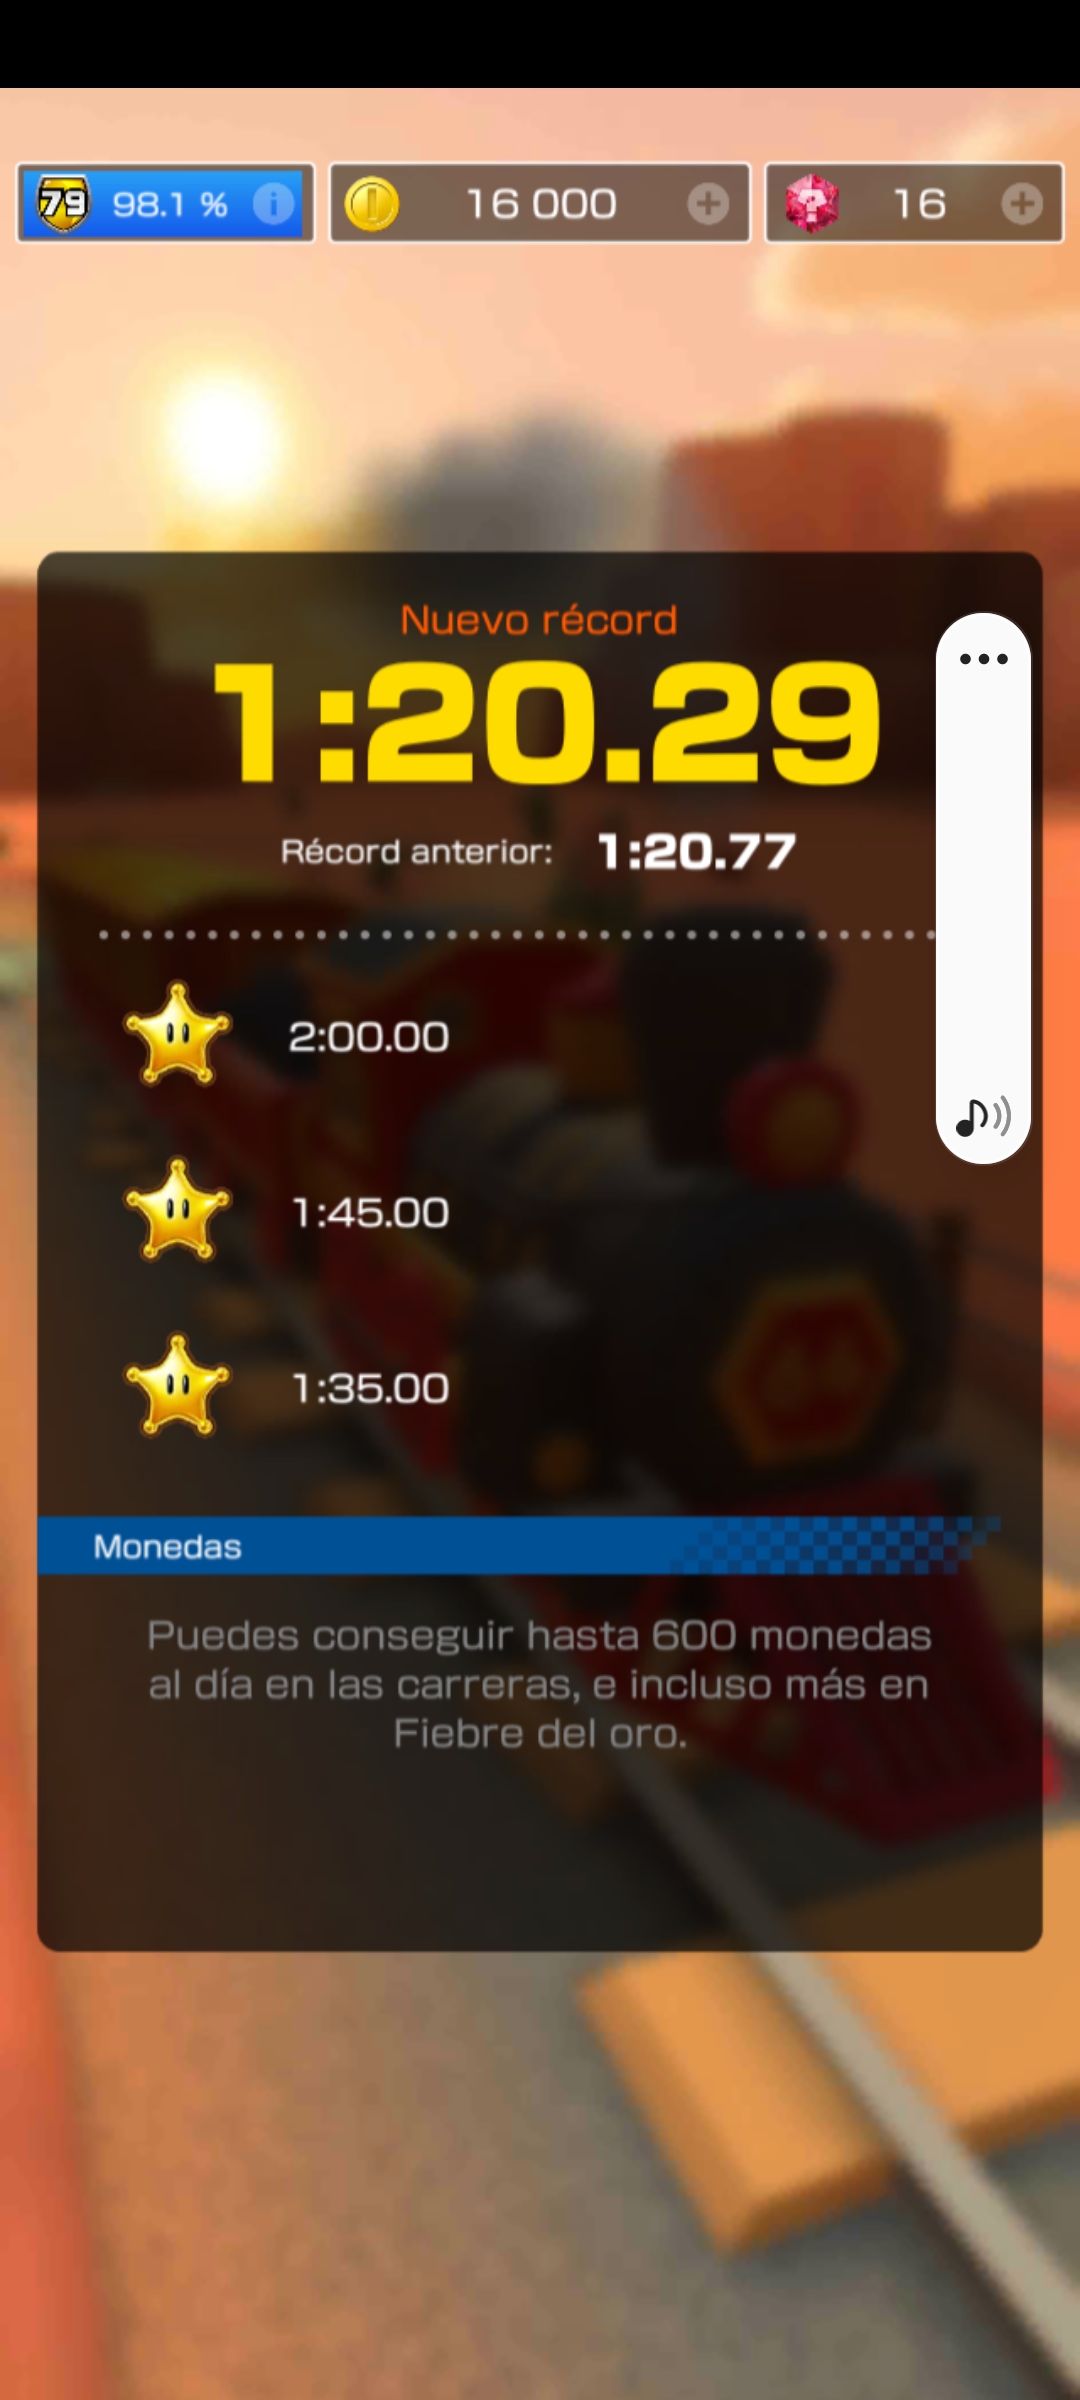 79 98.1 % i 16 000 + 16 +
Nuevo récord
1:20.29
Récord anterior: 1:20.77
2:00.00
1:45.00
1:35.00
Monedas
Puedes conseguir hasta 600 monedas
al día en las carreras, e incluso más en
Fiebre del oro.